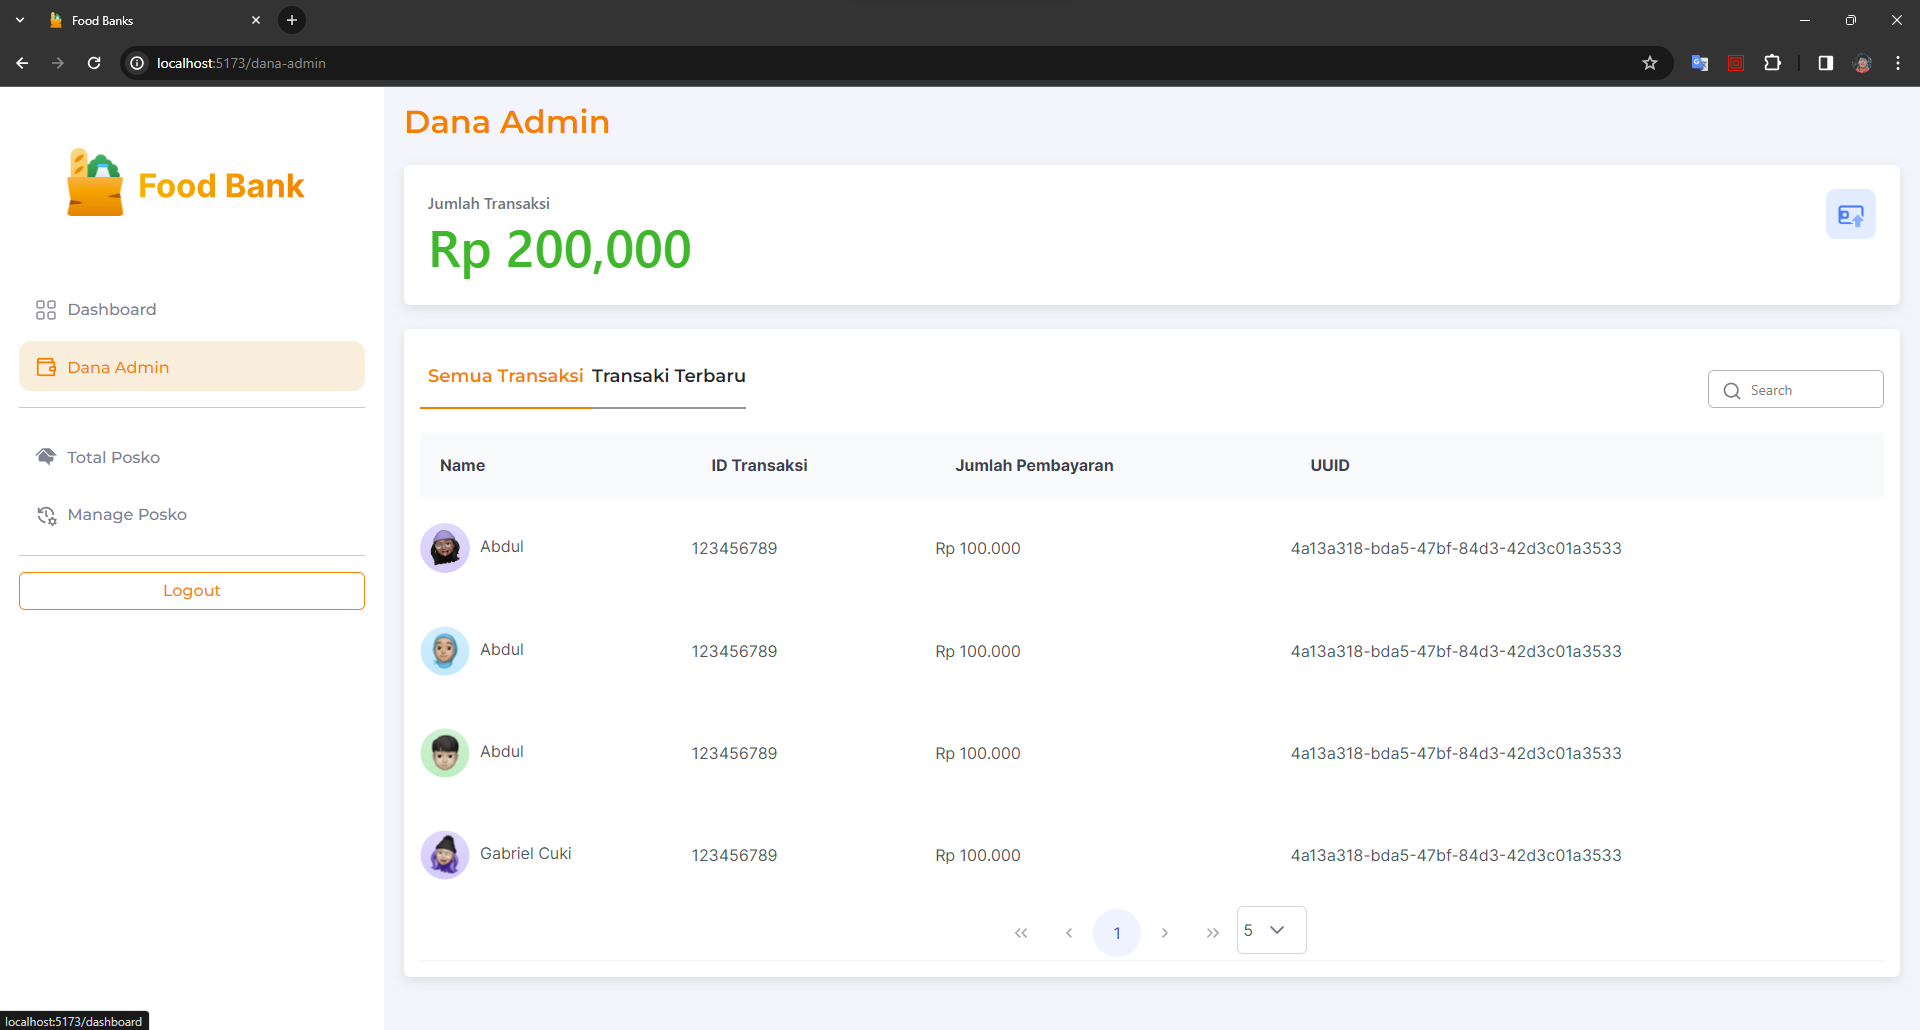 Food Banks
localhost:5173/dana-admin
Food Bank
Dashboard
Dana Admin
Total Posko
Manage Posko
Logout
Dana Admin
Jumlah Transaksi
Rp 200,000
Semua Transaksi Transaki Terbaru
Search
Name ID Transaksi Jumlah Pembayaran UUID
Abdul 123456789 Rp 100.000 4a13a318-bda5-47bf-84d3-42d3c01a3533
Abdul 123456789 Rp 100.000 4a13a318-bda5-47bf-84d3-42d3c01a3533
Abdul 123456789 Rp 100.000 4a13a318-bda5-47bf-84d3-42d3c01a3533
Gabriel Cuki 123456789 Rp 100.000 4a13a318-bda5-47bf-84d3-42d3c01a3533
1 5
localhost:5173/dashboard